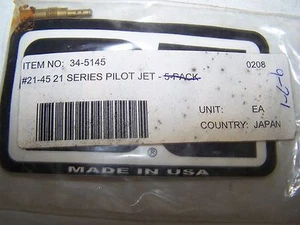 ITEM NO: 34-5145 0208
#21-45 21 SERIES PILOT JET - 5-PACK
UNIT: EA
COUNTRY: JAPAN
®
MADE IN USA